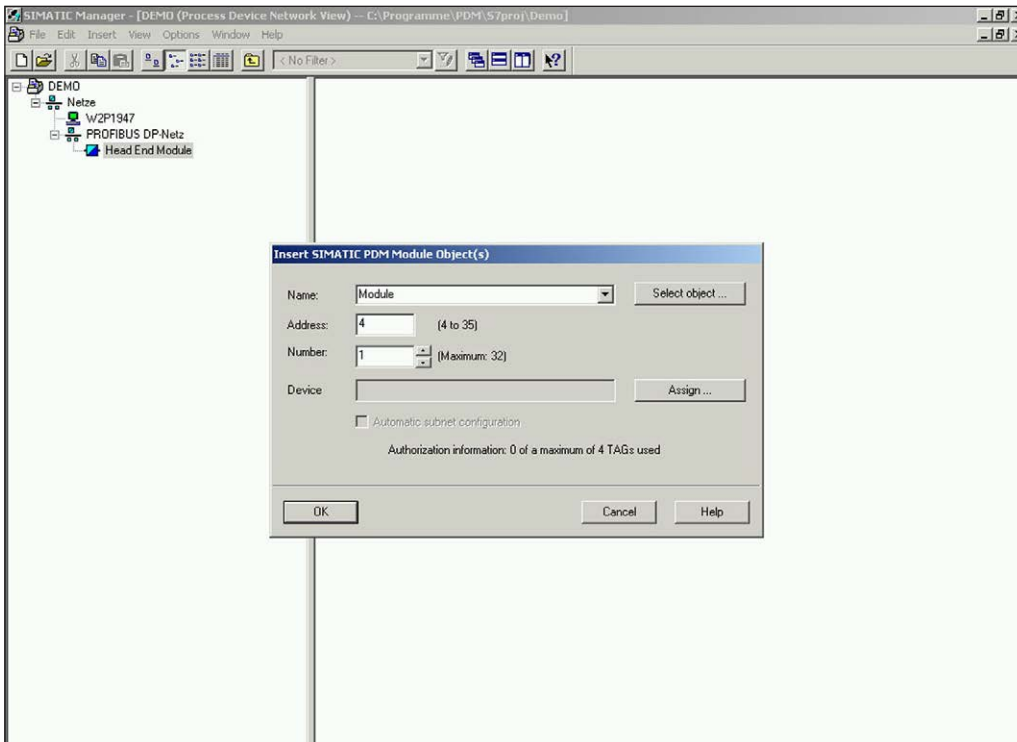 SIMATIC Manager - [DEMO (Process Device Network View) -- C:\Programme\PDM\S7proj\Demo]
File Edit Insert View Options Window Help
< No Filter >
DEMO
Netze
W2P1947
PROFIBUS DP-Netz
Head End Module
Insert SIMATIC PDM Module Object(s)
Name: Module Select object ...
Address: 4 (4 to 35)
Number: 1 (Maximum: 32)
Device Assign ...
Automatic subnet configuration
Authorization information: 0 of a maximum of 4 TAGs used
OK Cancel Help